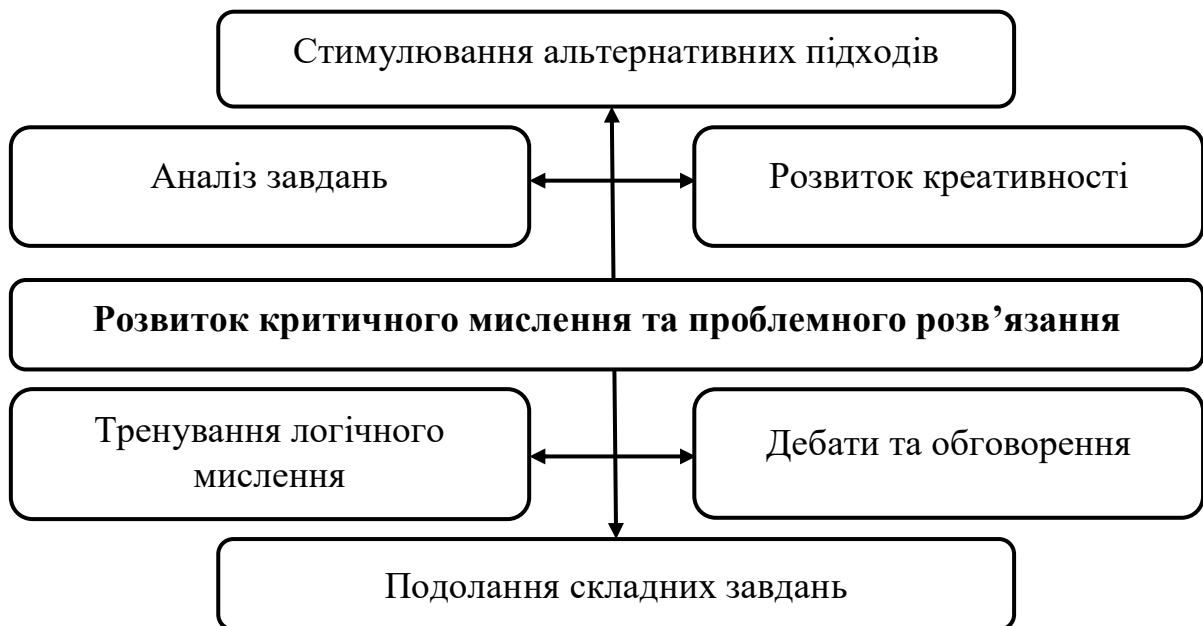 Стимулювання альтернативних підходів
Аналіз завдань
Розвиток креативності
Розвиток критичного мислення та проблемного розв’язання
Тренування логічного
мислення
Дебати та обговорення
Подолання складних завдань